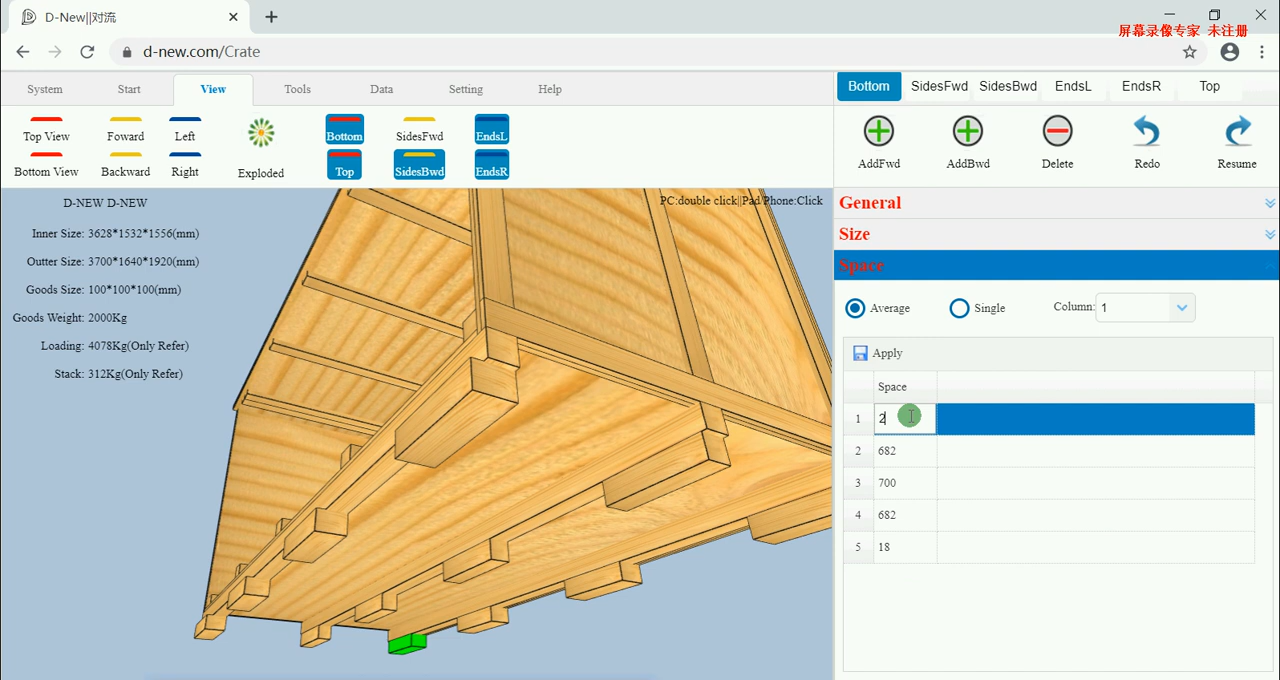 D-New||对流
屏幕录像专家 未注册
d-new.com/Crate
System Start View Tools Data Setting Help
Top View Foward Left Bottom SidesFwd EndsL
Bottom View Backward Right Exploded Top SidesBwd EndsR
Bottom SidesFwd SidesBwd EndsL EndsR Top
AddFwd AddBwd Delete Redo Resume
D-NEW D-NEW
PC:double click||Pad/Phone:Click
Inner Size: 3628*1532*1556(mm)
Outter Size: 3700*1640*1920(mm)
Goods Size: 100*100*100(mm)
Goods Weight: 2000Kg
Loading: 4078Kg(Only Refer)
Stack: 312Kg(Only Refer)
General
Size
Space
Average Single Column: 1
Apply
Space
1 2
2 682
3 700
4 682
5 18